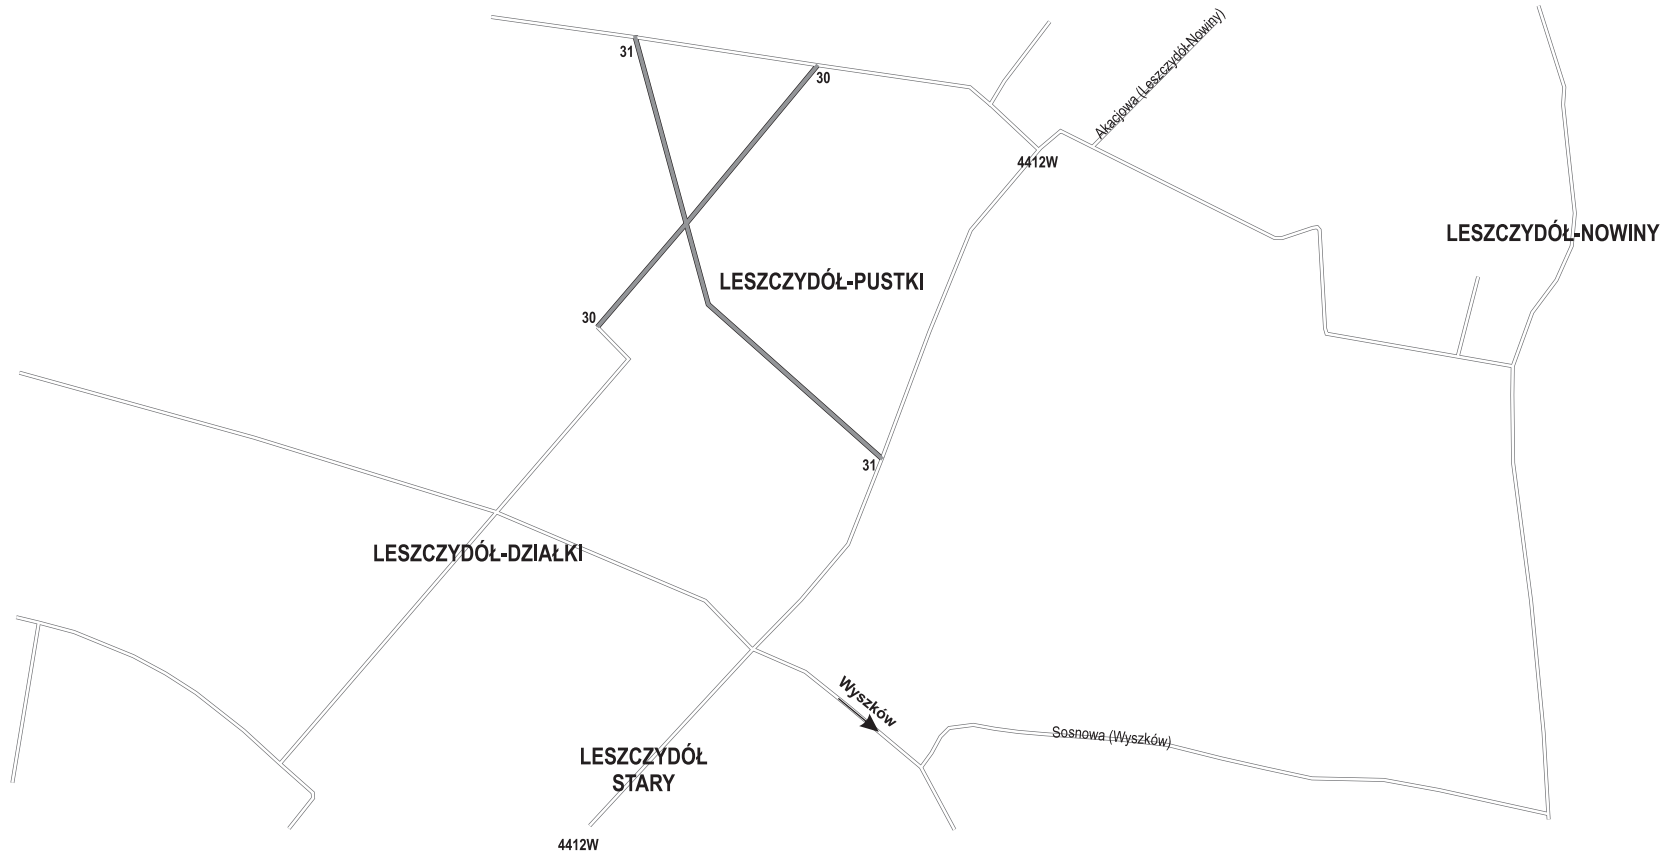 31
30
Akacjowa (Leszczydół-Nowiny)
4412W
LESZCZYDÓŁ-NOWINY
LESZCZYDÓŁ-PUSTKI
30
31
LESZCZYDÓŁ-DZIAŁKI
Wyszków
Sosnowa (Wyszków)
LESZCZYDÓŁ
STARY
4412W